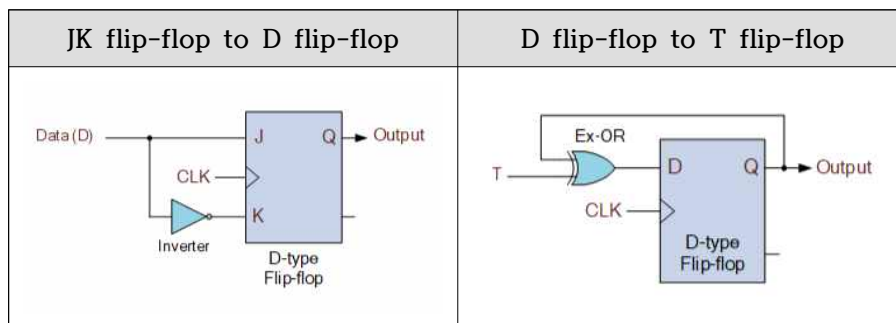 JK flip-flop to D flip-flop
D flip-flop to T flip-flop
Data (D)
J
Q
Output
CLK
K
Inverter
D-type
Flip-flop
Ex-OR
T
D
Q
Output
CLK
D-type
Flip-flop